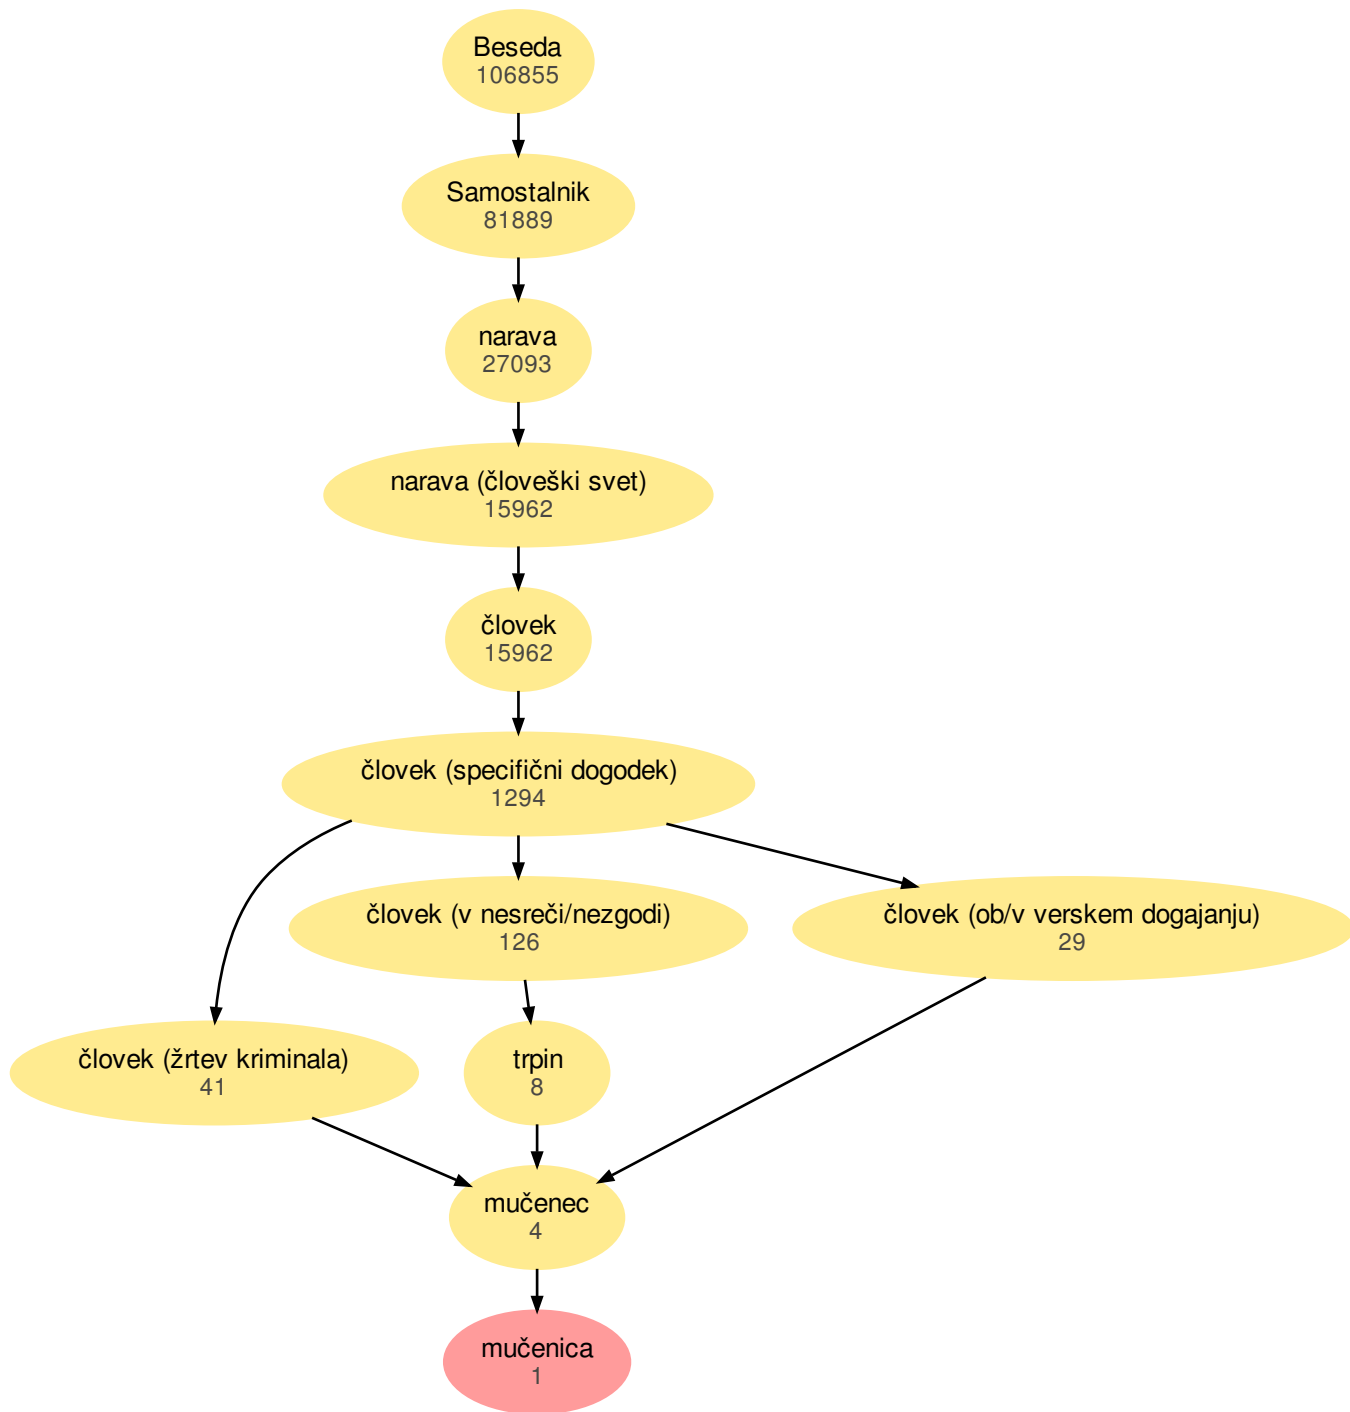 Beseda
106855
Samostalnik
81889
narava
27093
narava (človeški svet)
15962
človek
15962
človek (specifični dogodek)
1294
človek (v nesreči/nezgodi)
126
človek (ob/v verskem dogajanju)
29
človek (žrtev kriminala)
41
trpin
8
mučenec
4
mučenica
1